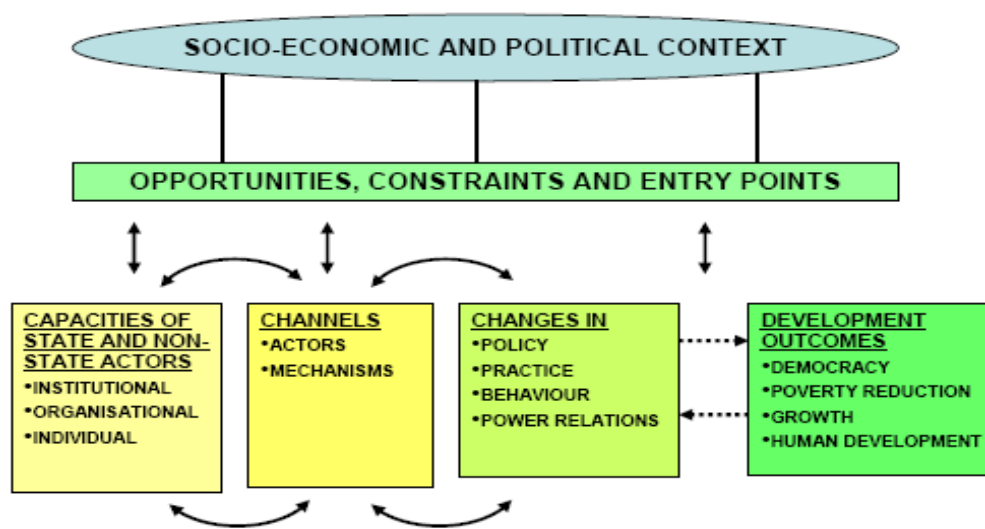 SOCIO-ECONOMIC AND POLITICAL CONTEXT
OPPORTUNITIES, CONSTRAINTS AND ENTRY POINTS
CAPACITIES OF
STATE AND NON-
STATE ACTORS
•INSTITUTIONAL
•ORGANISATIONAL
•INDIVIDUAL
CHANNELS
•ACTORS
•MECHANISMS
CHANGES IN
•POLICY
•PRACTICE
•BEHAVIOUR
•POWER RELATIONS
DEVELOPMENT
OUTCOMES
•DEMOCRACY
•POVERTY REDUCTION
•GROWTH
•HUMAN DEVELOPMENT